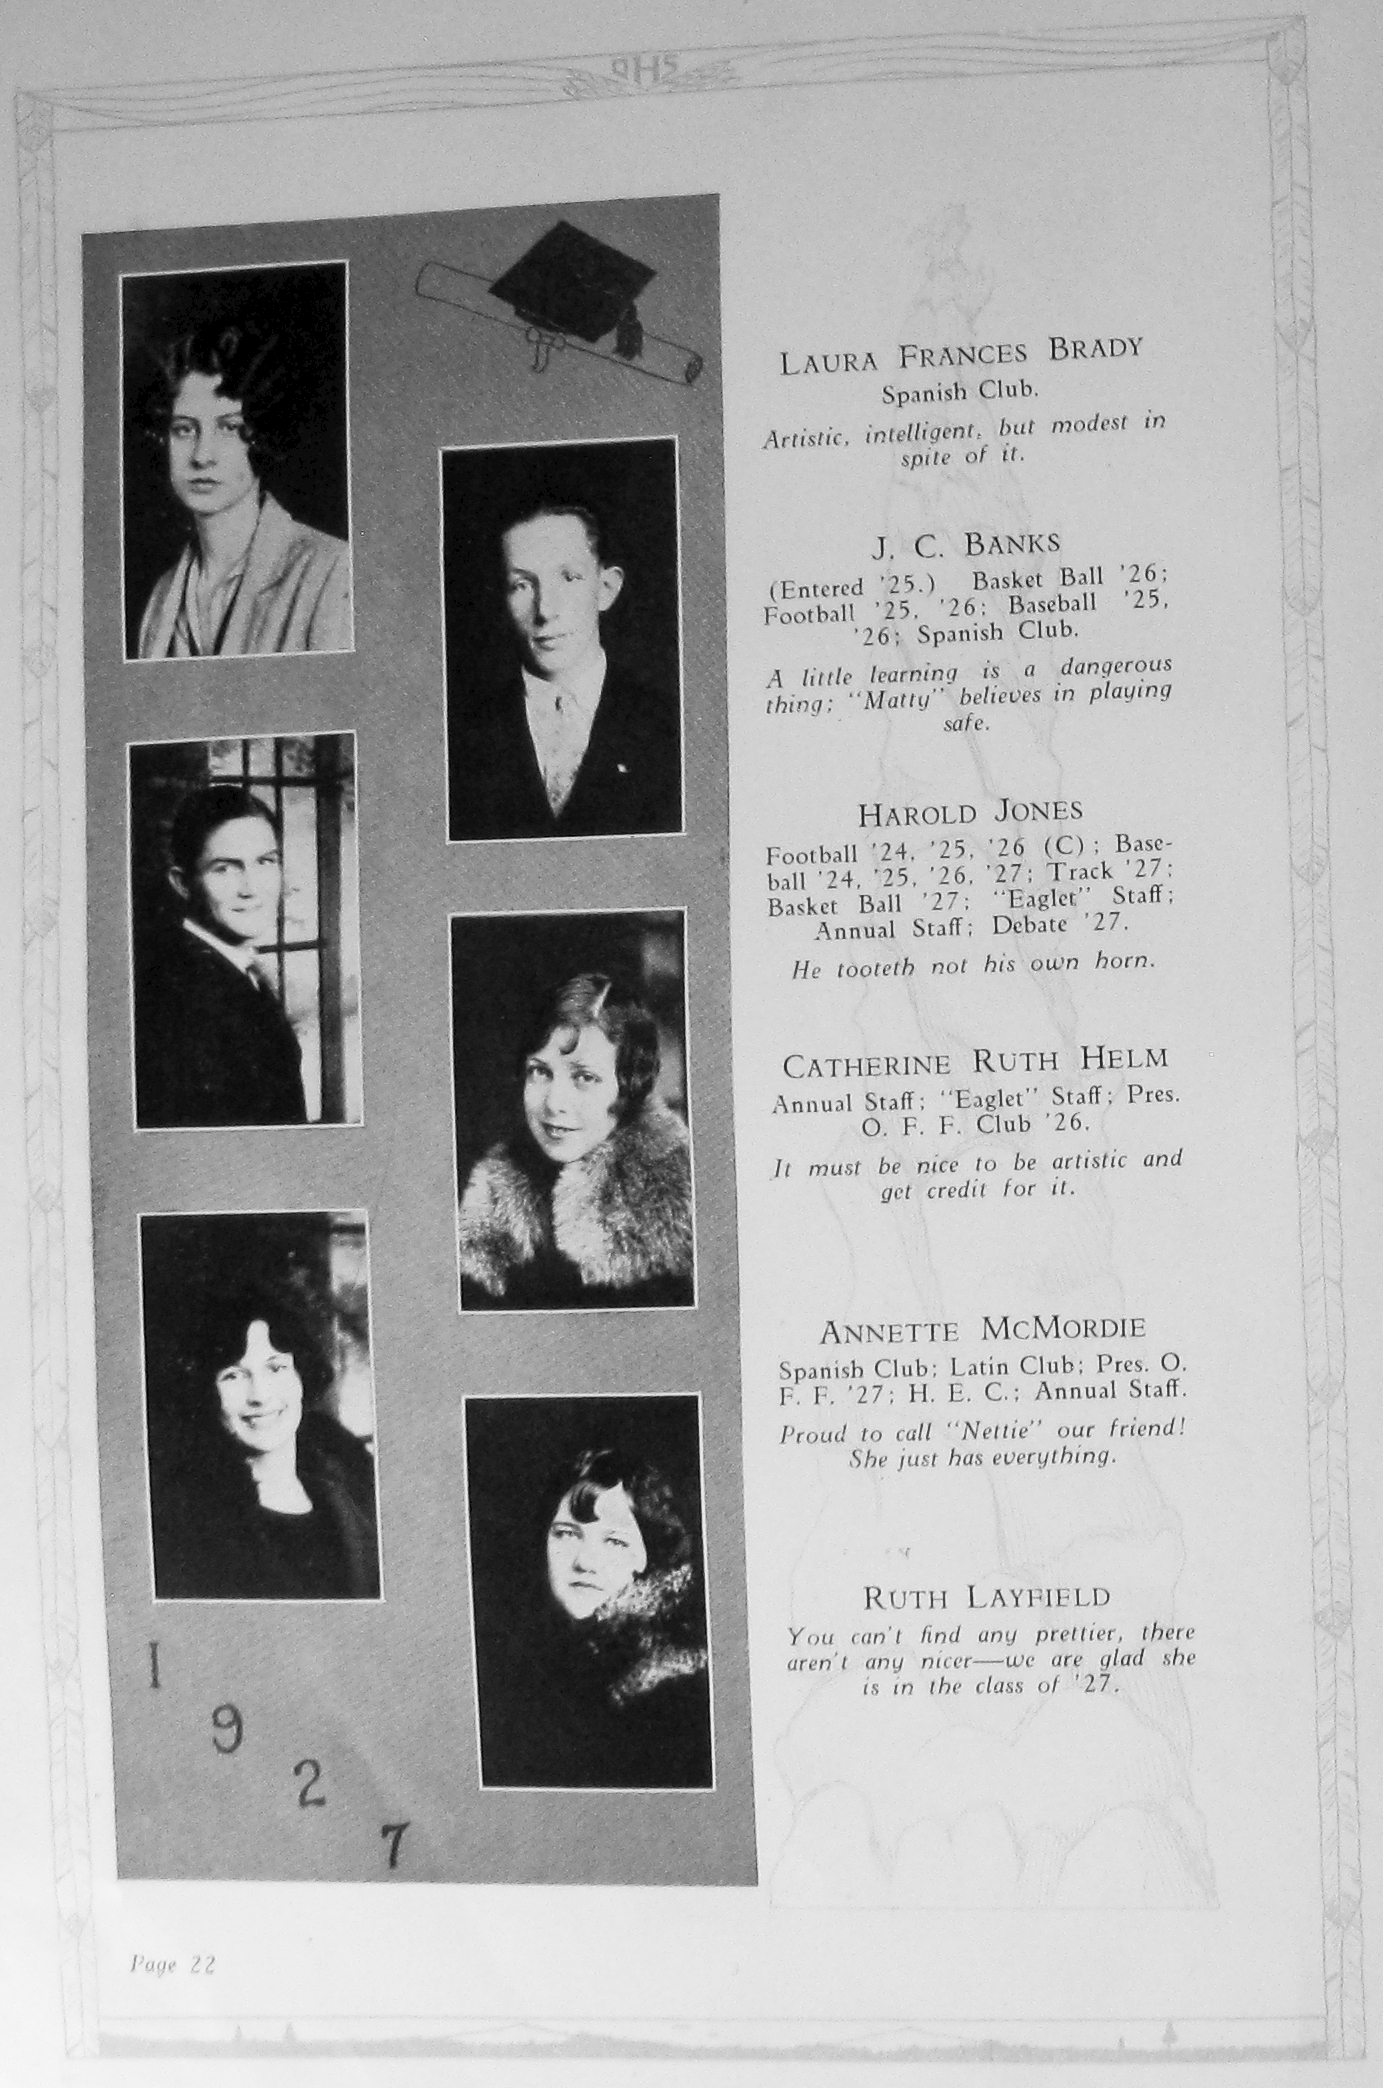 OHS
LAURA FRANCES BRADY
Spanish Club.
Artistic, intelligent, but modest in
spite of it.
J. C. BANKS
(Entered '25.) Basket Ball '26;
Football '25, '26; Baseball '25,
'26; Spanish Club.
A little learning is a dangerous
thing; "Matty" believes in playing
safe.
HAROLD JONES
Football '24, '25, '26 (C); Base-
ball '24, '25, '26, '27; Track '27;
Basket Ball '27; "Eaglet" Staff;
Annual Staff; Debate '27.
He tooteth not his own horn.
CATHERINE RUTH HELM
Annual Staff; "Eaglet" Staff; Pres.
O. F. F. Club '26.
It must be nice to be artistic and
get credit for it.
ANNETTE MCMORDIE
Spanish Club; Latin Club; Pres. O.
F. F. '27; H. E. C.; Annual Staff.
Proud to call "Nettie" our friend!
She just has everything.
RUTH LAYFIELD
You can't find any prettier, there
aren't any nicer—we are glad she
is in the class of '27.
1
9
2
7
Page 22